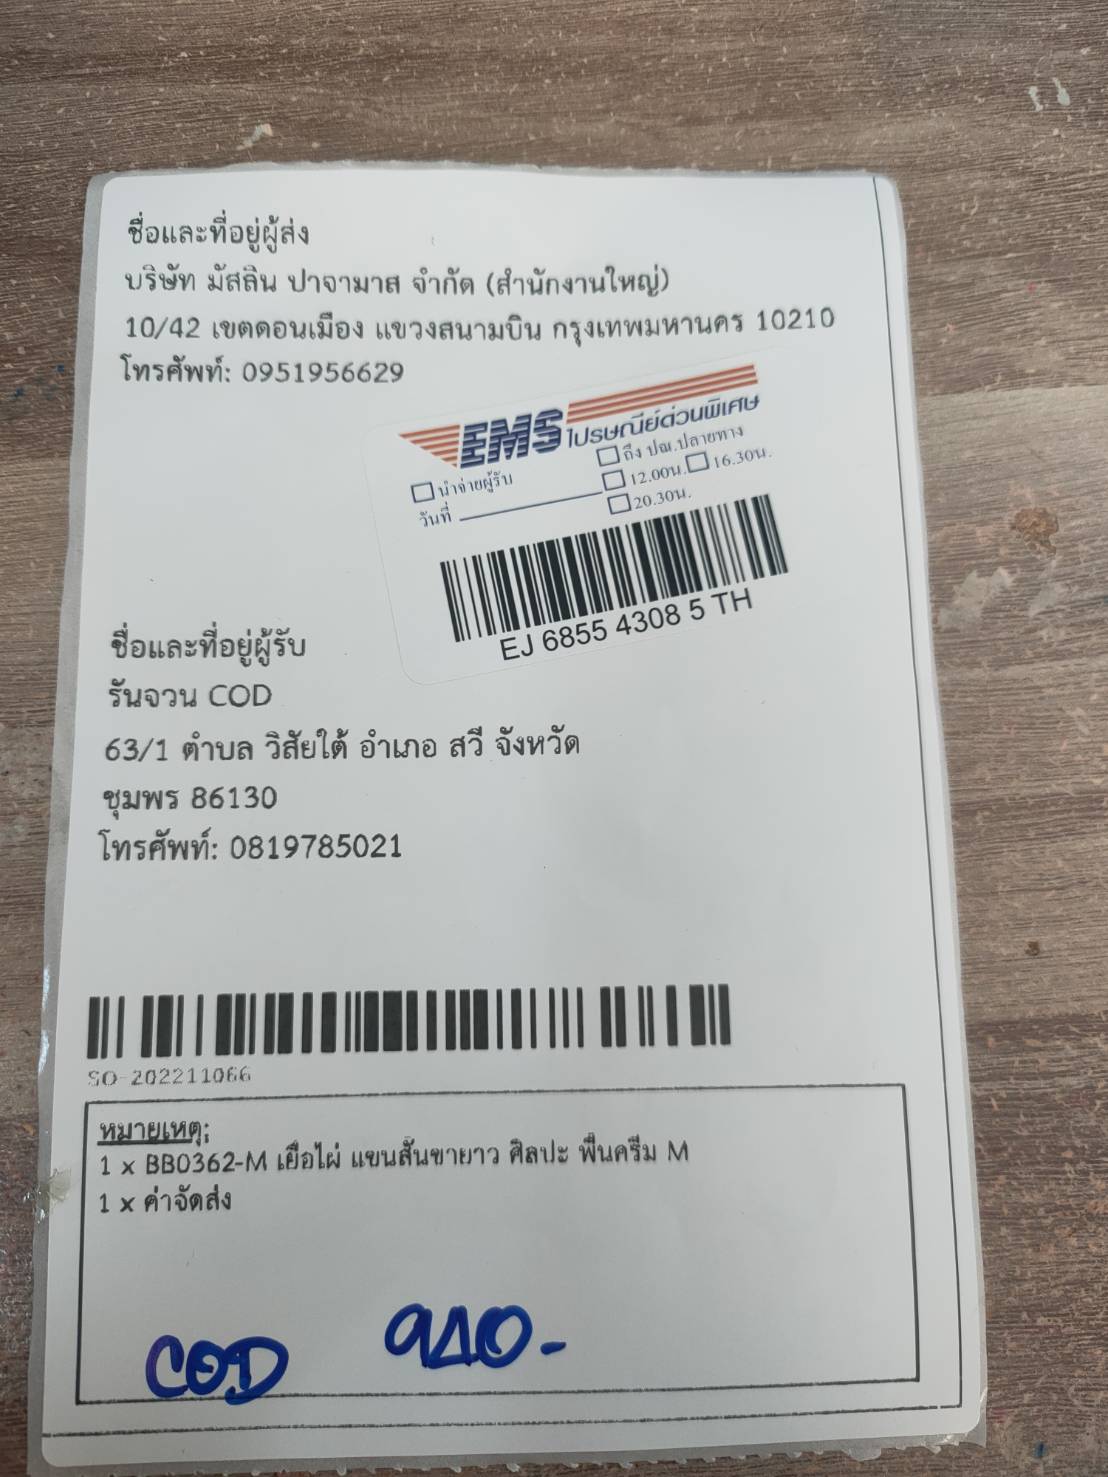 ชื่อและที่อยู่ผู้ส่ง
บริษัท มัสลิน ปาจามาส จำกัด (สำนักงานใหญ่)
10/42 เขตดอนเมือง แขวงสนามบิน กรุงเทพมหานคร 10210
โทรศัพท์: 0951956629
EMS ไปรษณีย์ด่วนพิเศษ
นำจ่ายผู้รับ
ถึง ปณ.ปลายทาง
วันที่
12.00น. 16.30น.
20.30น.
EJ 6855 4308 5 TH
ชื่อและที่อยู่ผู้รับ
รันจวน COD
63/1 ตำบล วิสัยใต้ อำเภอ สวี จังหวัด
ชุมพร 86130
โทรศัพท์: 0819785021
SO-202211066
หมายเหตุ:
1 x BB0362-M เยื่อไผ่ แขนสั้นขายาว ศิลปะ พื้นครีม M
1 x ค่าจัดส่ง
COD 940.-